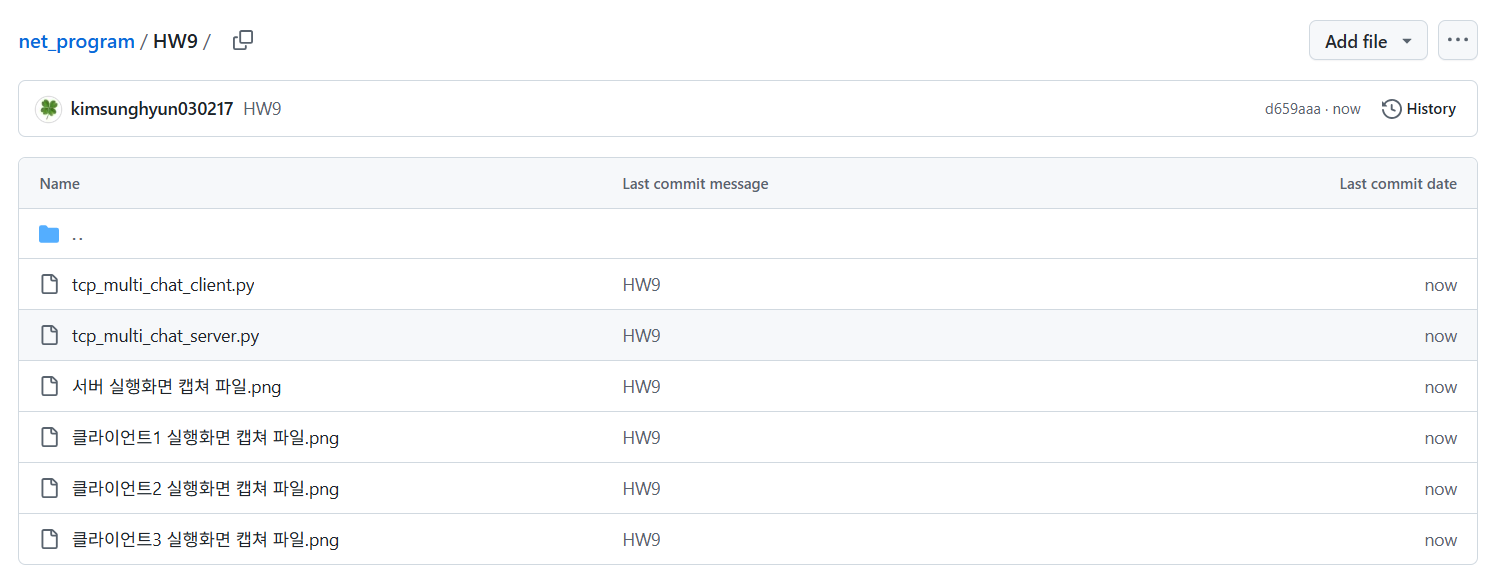 net_program / HW9 /
Add file
kimsunghyun030217 HW9
d659aaa · now
History
Name Last commit message Last commit date
..
tcp_multi_chat_client.py HW9 now
tcp_multi_chat_server.py HW9 now
서버 실행화면 캡쳐 파일.png HW9 now
클라이언트1 실행화면 캡쳐 파일.png HW9 now
클라이언트2 실행화면 캡쳐 파일.png HW9 now
클라이언트3 실행화면 캡쳐 파일.png HW9 now